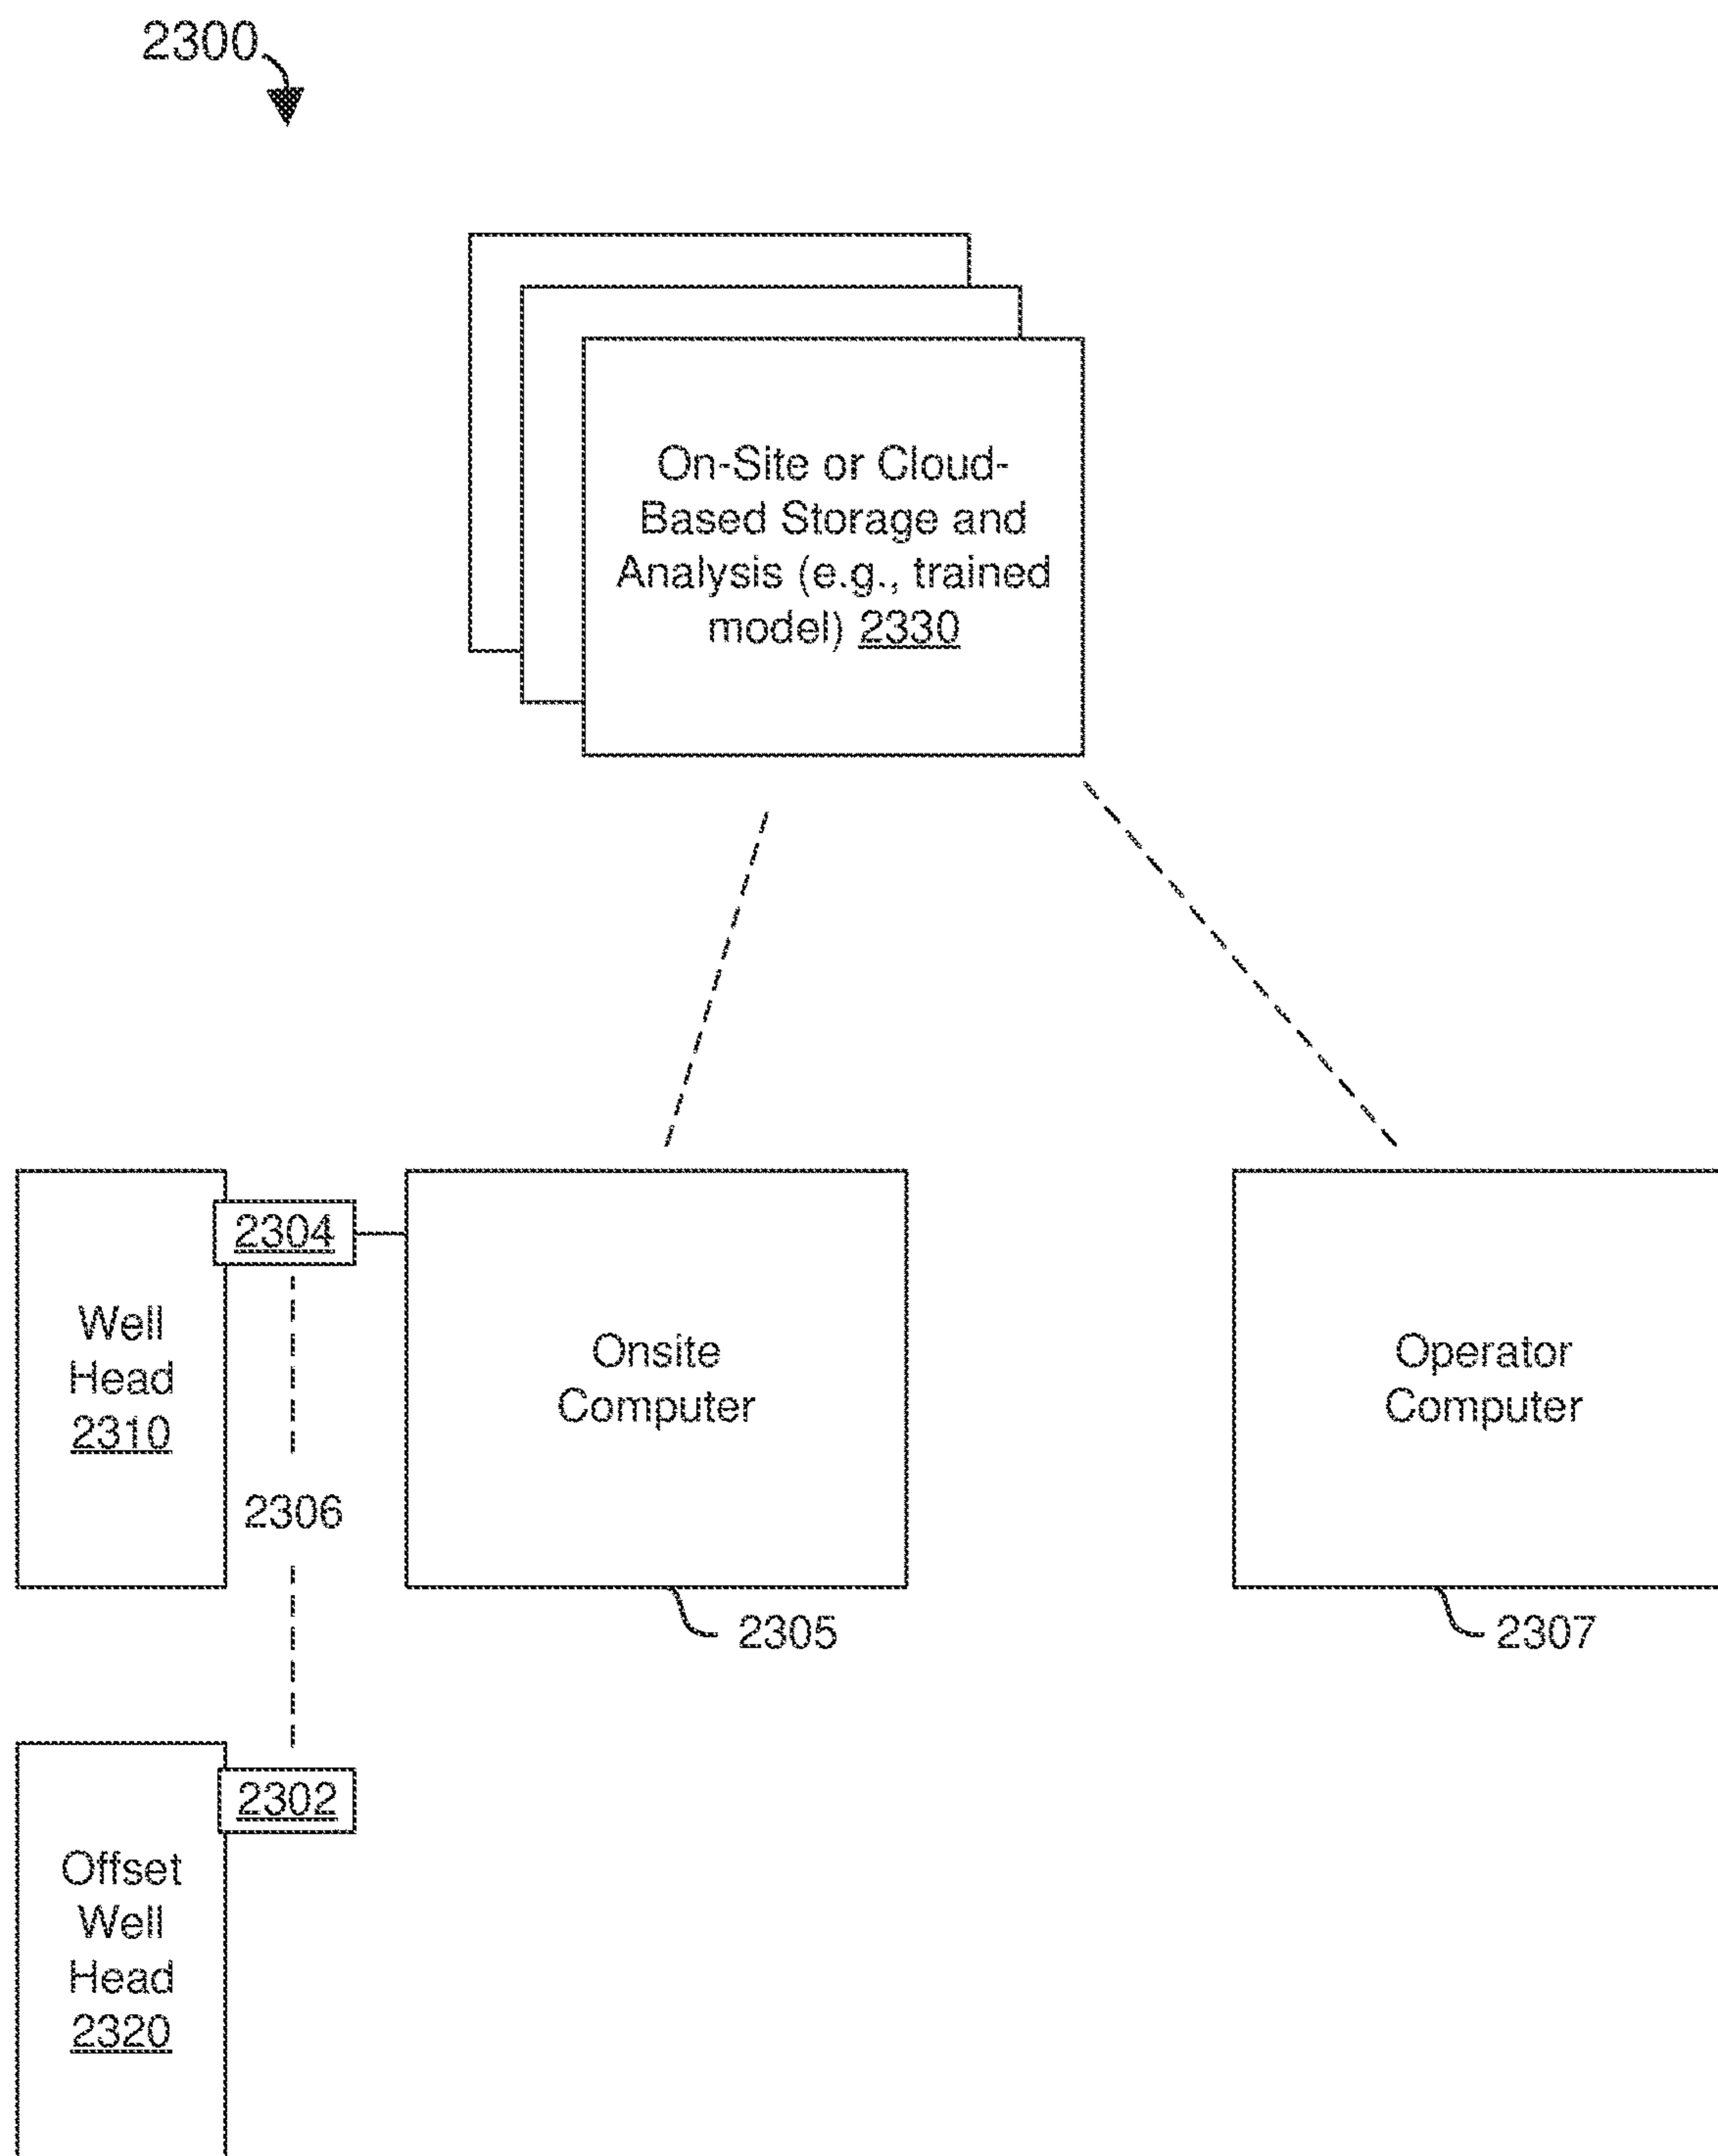 2300
On-Site or Cloud-
Based Storage and
Analysis (e.g., trained
model) 2330
2304
Well
Head
2310
Onsite
Computer
Operator
Computer
2306
2305
2307
2302
Offset
Well
Head
2320